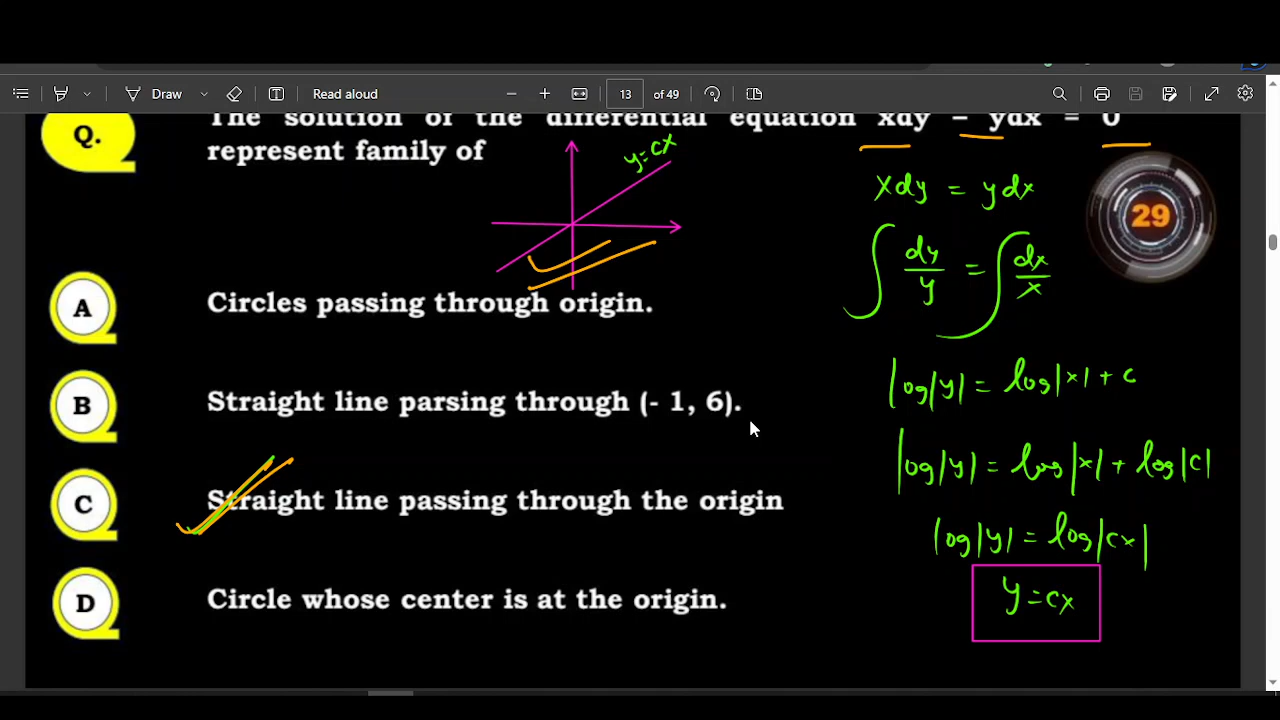 Read aloud
Draw
13 of 49
Q.
The solution of the differential equation xdy - ydx = 0
represent family of
y=cx
A
Circles passing through origin.
B
Straight line parsing through (- 1, 6).
C
Straight line passing through the origin
D
Circle whose center is at the origin.
29
xdy = ydx
∫ dy/y = ∫ dx/x
log|y| = log|x| + c
log|y| = log|x| + log|c|
log|y| = log|cx|
y=cx